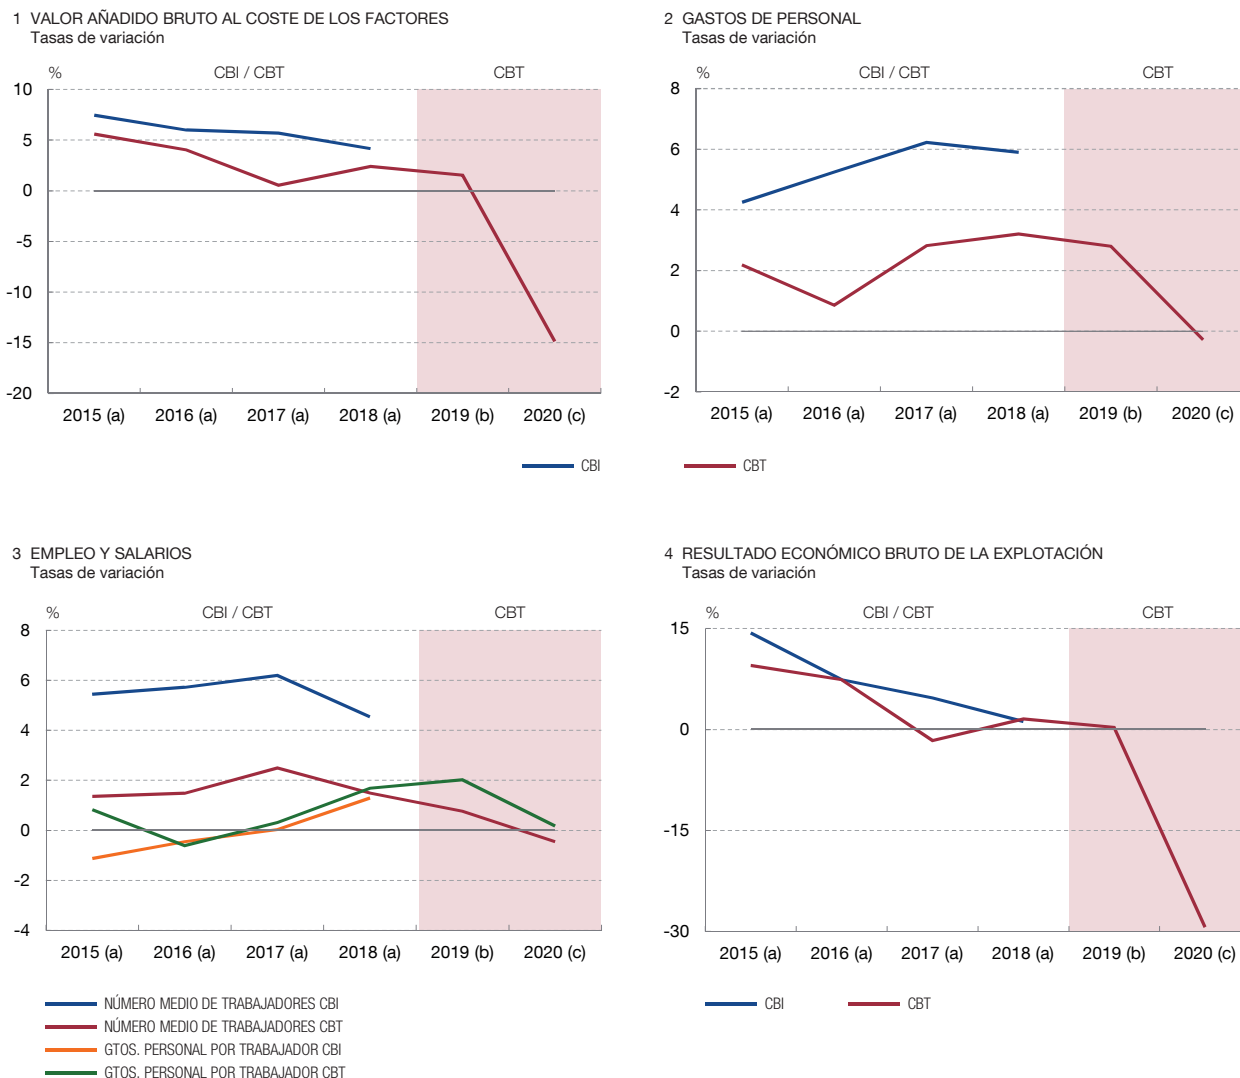 1 VALOR AÑADIDO BRUTO AL COSTE DE LOS FACTORES
Tasas de variación
% CBI / CBT CBT
10
5
0
-5
-10
-15
-20
2015 (a) 2016 (a) 2017 (a) 2018 (a) 2019 (b) 2020 (c)
2 GASTOS DE PERSONAL
Tasas de variación
% CBI / CBT CBT
8
6
4
2
0
-2
2015 (a) 2016 (a) 2017 (a) 2018 (a) 2019 (b) 2020 (c)
CBI CBT
3 EMPLEO Y SALARIOS
Tasas de variación
% CBI / CBT CBT
8
6
4
2
0
-2
-4
2015 (a) 2016 (a) 2017 (a) 2018 (a) 2019 (b) 2020 (c)
NÚMERO MEDIO DE TRABAJADORES CBI
NÚMERO MEDIO DE TRABAJADORES CBT
GTOS. PERSONAL POR TRABAJADOR CBI
GTOS. PERSONAL POR TRABAJADOR CBT
4 RESULTADO ECONÓMICO BRUTO DE LA EXPLOTACIÓN
Tasas de variación
% CBI / CBT CBT
15
0
-15
-30
2015 (a) 2016 (a) 2017 (a) 2018 (a) 2019 (b) 2020 (c)
CBI CBT